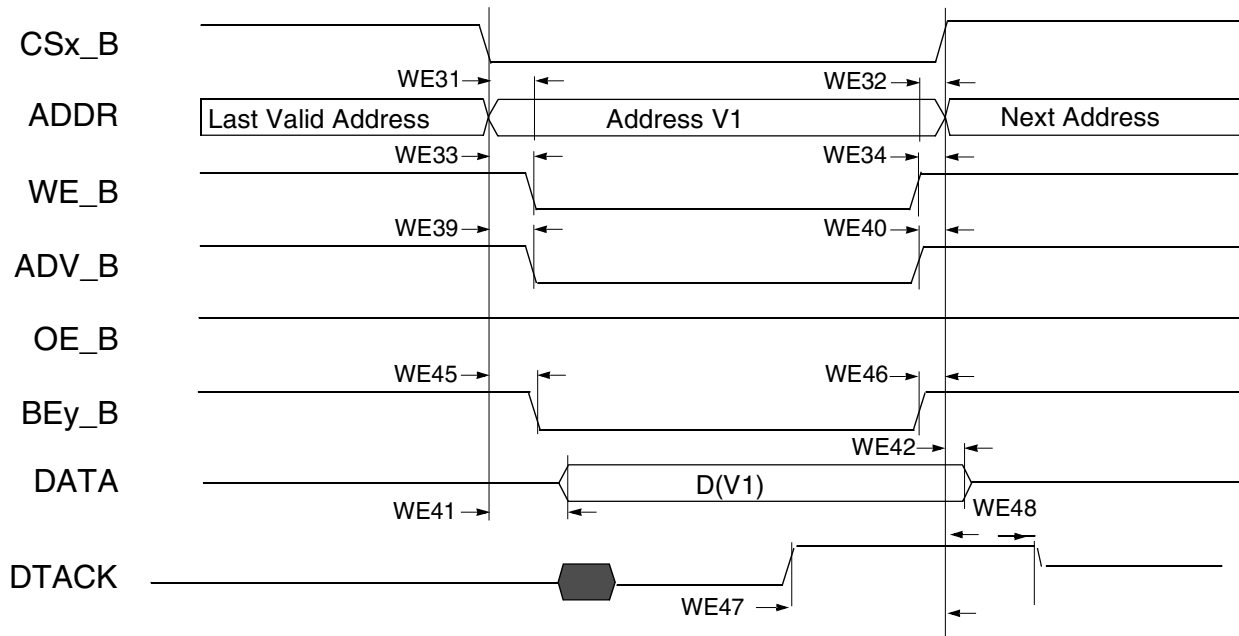 CSx_B
WE31
WE32
ADDR
Last Valid Address
Address V1
Next Address
WE33
WE34
WE_B
WE39
WE40
ADV_B
OE_B
WE45
WE46
BEy_B
WE42
DATA
D(V1)
WE41
WE48
DTACK
WE47